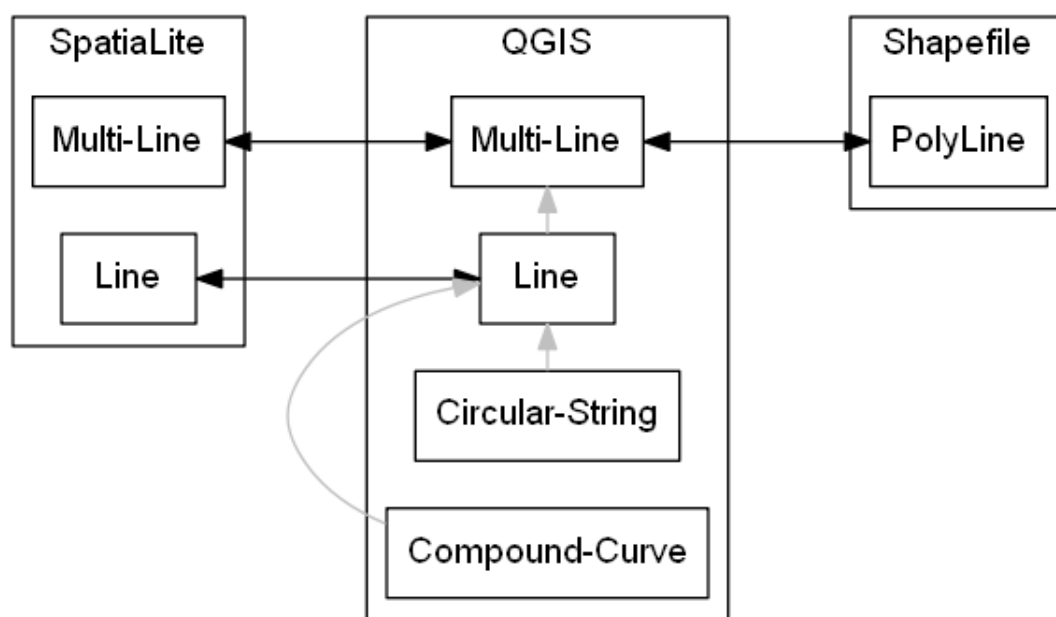 SpatiaLite
Multi-Line
Line
QGIS
Multi-Line
Line
Circular-String
Compound-Curve
Shapefile
PolyLine